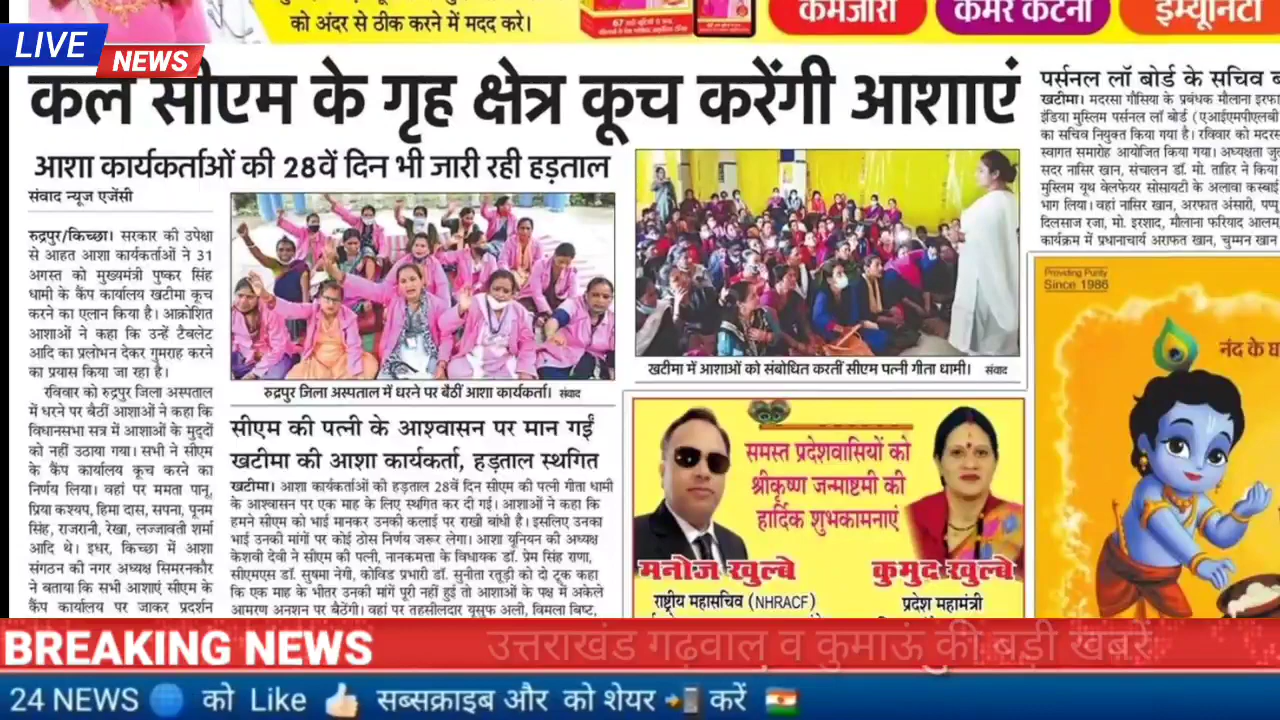 को अंदर से ठीक करने में मदद करे।
कमजोरी
कमर कटना
इम्यूनिटी
LIVE
NEWS
कल सीएम के गृह क्षेत्र कूच करेंगी आशाएं
आशा कार्यकर्ताओं की 28वें दिन भी जारी रही हड़ताल
संवाद न्यूज एजेंसी
रुद्रपुर/किच्छा। सरकार की उपेक्षा
से आहत आशा कार्यकर्ताओं ने 31
अगस्त को मुख्यमंत्री पुष्कर सिंह
धामी के कैंप कार्यालय खटीमा कूच
करने का एलान किया है। आक्रोशित
आशाओं ने कहा कि उन्हें टैबलेट
आदि का प्रलोभन देकर गुमराह करने
का प्रयास किया जा रहा है।
रविवार को रुद्रपुर जिला अस्पताल
में धरने पर बैठीं आशाओं ने कहा कि
विधानसभा सत्र में आशाओं के मुद्दों
को नहीं उठाया गया। सभी ने सीएम
के कैंप कार्यालय कूच करने का
निर्णय लिया। वहां पर ममता पानू,
प्रिया कश्यप, हिमा दास, सपना, पूनम
सिंह, राजरानी, रेखा, लज्जावती शर्मा
आदि थे। इधर, किच्छा में आशा
संगठन की नगर अध्यक्ष सिमरनकौर
ने बताया कि सभी आशाएं सीएम के
कैंप कार्यालय पर जाकर प्रदर्शन
रुद्रपुर जिला अस्पताल में धरने पर बैठीं आशा कार्यकर्ता। संवाद
सीएम की पत्नी के आश्वासन पर मान गईं
खटीमा की आशा कार्यकर्ता, हड़ताल स्थगित
खटीमा। आशा कार्यकर्ताओं की हड़ताल 28वें दिन सीएम की पत्नी गीता धामी
के आश्वासन पर एक माह के लिए स्थगित कर दी गई। आशाओं ने कहा कि
हमने सीएम को भाई मानकर उनकी कलाई पर राखी बांधी है। इसलिए उनका
भाई उनकी मांगों पर कोई ठोस निर्णय जरूर लेगा। आशा यूनियन की अध्यक्ष
केशवी देवी ने सीएम की पत्नी, नानकमत्ता के विधायक डॉ. प्रेम सिंह राणा,
सीएमएस डॉ. सुषमा नेगी, कोविड प्रभारी डॉ. सुनीता रतूड़ी को दो टूक कहा
कि एक माह के भीतर उनकी मांगें पूरी नहीं हुई तो आशाओं के पक्ष में अकेले
आमरण अनशन पर बैठेंगी। वहां पर तहसीलदार यूसुफ अली, विमला बिष्ट,
खटीमा में आशाओं को संबोधित करतीं सीएम पत्नी गीता धामी। संवाद
समस्त प्रदेशवासियों को
श्रीकृष्ण जन्माष्टमी की
हार्दिक शुभकामनाएं
मनोज खुल्बे
राष्ट्रीय महासचिव (NHRACF)
कुमुद खुल्बे
प्रदेश महामंत्री
पर्सनल लॉ बोर्ड के सचिव
खटीमा। मदरसा गौसिया के प्रबंधक मौलाना इरफा
इंडिया मुस्लिम पर्सनल लॉ बोर्ड (एआईएमपीएलबी
का सचिव नियुक्त किया गया है। रविवार को मदरस
स्वागत समारोह आयोजित किया गया। अध्यक्षता जु
सदर नासिर खान, संचालन डॉ. मो. ताहिर ने किया
मुस्लिम यूथ वेलफेयर सोसायटी के अलावा कस्बाई
भाग लिया। वहां नासिर खान, अरफात अंसारी, पप्पू
दिलसाज रजा, मो. इरशाद, मौलाना फरियाद आलम,
कार्यक्रम में प्रधानाचार्य अराफत खान, चुम्मन खान
Providing Purity
Since 1986
नंद के घ
BREAKING NEWS
उत्तराखंड गढ़वाल व कुमाऊं की बड़ी खबरें
24 NEWS 🌐 को Like 👍 सब्सक्राइब और को शेयर 📲 करें 🇮🇳